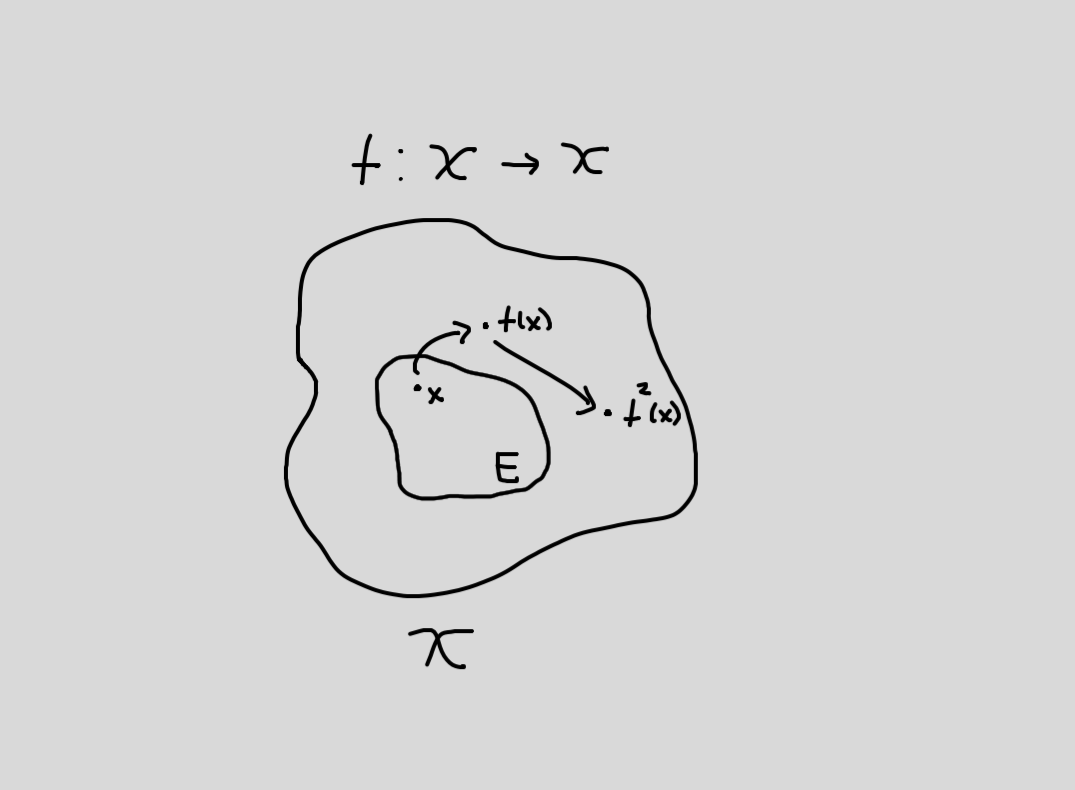 f : X → X
. f(x)
. x
. f²(x)
E
X